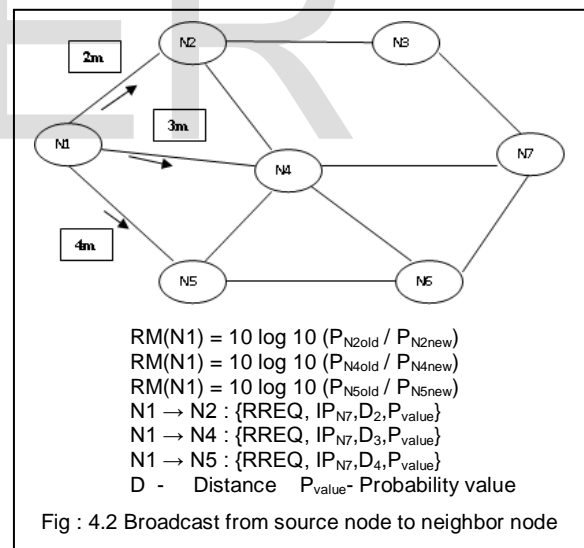 ER
N2
N3
2m
3m
N1
N4
N7
4m
N5
N6
RM(N1) = 10 log 10 (PN2old / PN2new)
RM(N1) = 10 log 10 (PN4old / PN4new)
RM(N1) = 10 log 10 (PN5old / PN5new)
N1 → N2 : {RREQ, IPN7,D2,Pvalue}
N1 → N4 : {RREQ, IPN7,D3,Pvalue}
N1 → N5 : {RREQ, IPN7,D4,Pvalue}
D - Distance Pvalue- Probability value
Fig : 4.2 Broadcast from source node to neighbor node